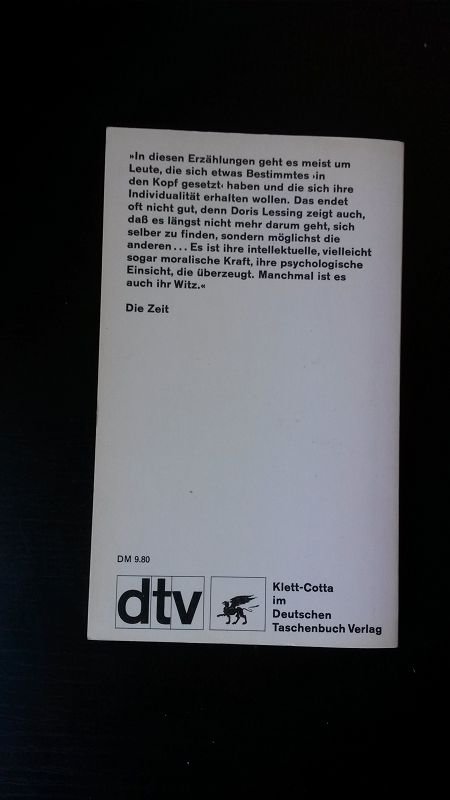 »In diesen Erzählungen geht es meist um
Leute, die sich etwas Bestimmtes ›in
den Kopf gesetzt‹ haben und die sich ihre
Individualität erhalten wollen. Das endet
oft nicht gut, denn Doris Lessing zeigt auch,
daß es längst nicht mehr darum geht, sich
selber zu finden, sondern möglichst die
anderen... Es ist ihre intellektuelle, vielleicht
sogar moralische Kraft, ihre psychologische
Einsicht, die überzeugt. Manchmal ist es
auch ihr Witz.«
Die Zeit
DM 9.80
dtv
Klett-Cotta
im
Deutschen
Taschenbuch Verlag